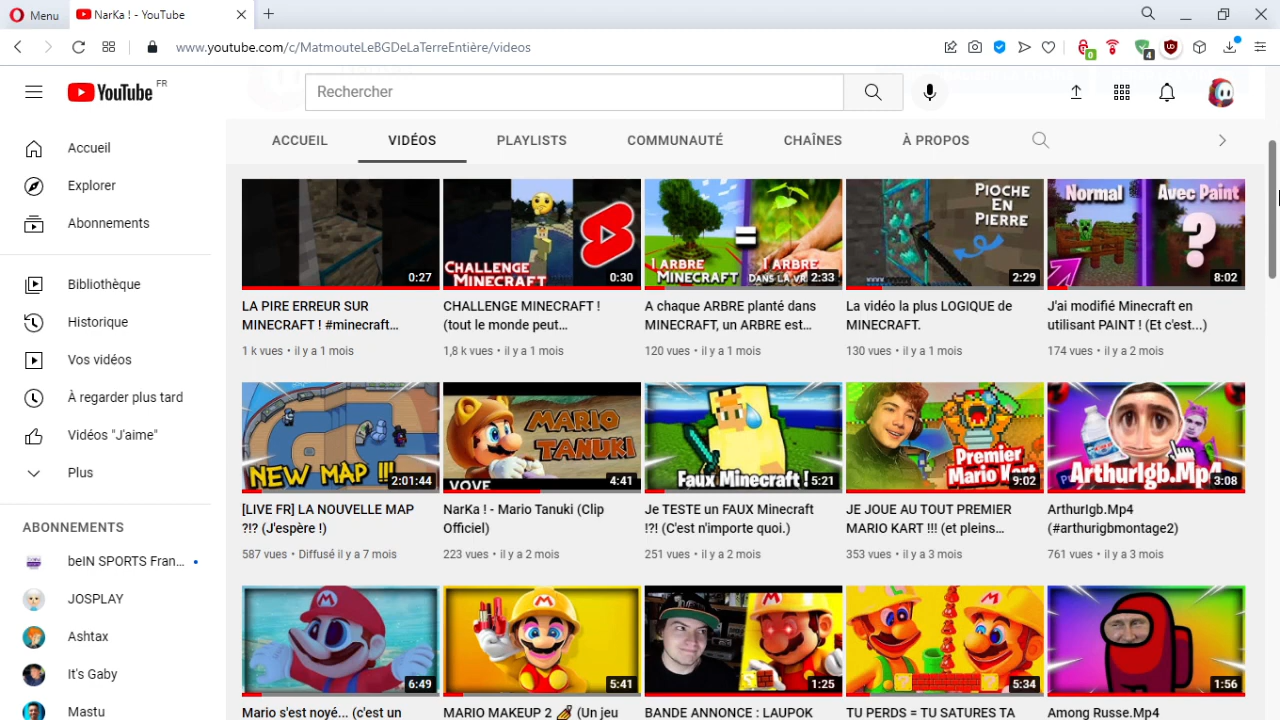 Menu
NarKa ! - YouTube
www.youtube.com/c/MatmouteLeBGDeLaTerreEntière/videos
0
4
YouTube FR
Rechercher
ACCUEIL
VIDÉOS
PLAYLISTS
COMMUNAUTÉ
CHAÎNES
À PROPOS
Accueil
Explorer
Abonnements
Bibliothèque
Historique
Vos vidéos
À regarder plus tard
Vidéos "J'aime"
Plus
ABONNEMENTS
beIN SPORTS Fran...
JOSPLAY
Ashtax
It's Gaby
Mastu
0:27
LA PIRE ERREUR SUR
MINECRAFT ! #minecraft...
1 k vues • il y a 1 mois
CHALLENGE
MINECRAFT
0:30
CHALLENGE MINECRAFT !
(tout le monde peut...
1,8 k vues • il y a 1 mois
1 ARBRE
MINECRAFT
=
1 ARBRE
DANS LA VR
2:33
A chaque ARBRE planté dans
MINECRAFT, un ARBRE est...
120 vues • il y a 1 mois
PIOCHE
EN
PIERRE
2:29
La vidéo la plus LOGIQUE de
MINECRAFT.
130 vues • il y a 1 mois
Normal
Avec Paint
?
8:02
J'ai modifié Minecraft en
utilisant PAINT ! (Et c'est...)
174 vues • il y a 2 mois
NEW MAP !!!
2:01:44
[LIVE FR] LA NOUVELLE MAP
?!? (J'espère !)
587 vues • Diffusé il y a 7 mois
MARIO
TANUKI
VOVE
4:41
NarKa ! - Mario Tanuki (Clip
Officiel)
223 vues • il y a 2 mois
Faux Minecraft !
5:21
Je TESTE un FAUX Minecraft
!?! (C'est n'importe quoi.)
251 vues • il y a 2 mois
Premier
Mario Kart
9:02
JE JOUE AU TOUT PREMIER
MARIO KART !!! (et pleins...
353 vues • il y a 3 mois
ArthurIgb.Mp4
3:08
ArthurIgb.Mp4
(#arthurigbmontage2)
761 vues • il y a 3 mois
6:49
Mario s'est noyé... (c'est un
5:41
MARIO MAKEUP 2 💅 (Un jeu
1:25
BANDE ANNONCE : LAUPOK
5:34
TU PERDS = TU SATURES TA
1:56
Among Russe.Mp4